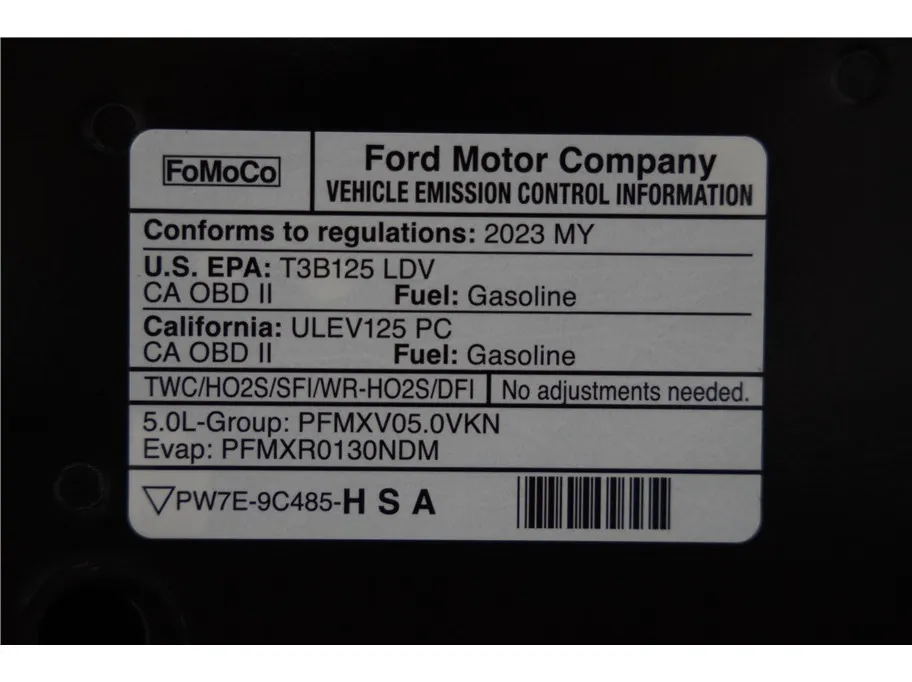 FoMoCo
Ford Motor Company
VEHICLE EMISSION CONTROL INFORMATION
Conforms to regulations: 2023 MY
U.S. EPA: T3B125 LDV
CA OBD II Fuel: Gasoline
California: ULEV125 PC
CA OBD II Fuel: Gasoline
TWC/HO2S/SFI/WR-HO2S/DFI No adjustments needed.
5.0L-Group: PFMXV05.0VKN
Evap: PFMXR0130NDM
PW7E-9C485-H S A